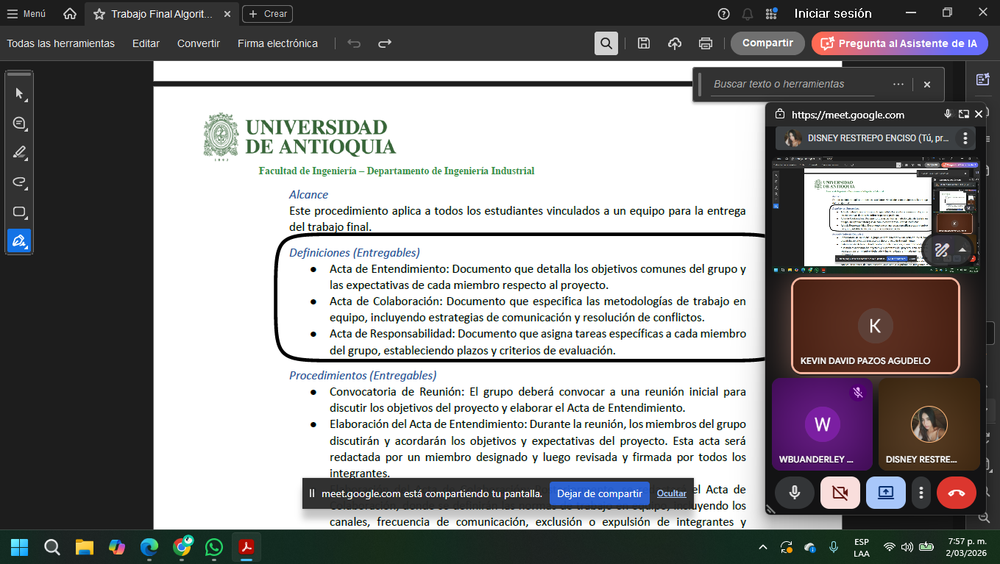 Menú
Trabajo Final Algorit...
Crear
Iniciar sesión
Todas las herramientas
Editar
Convertir
Firma electrónica
Compartir
Pregunta al Asistente de IA
Buscar texto o herramientas
UNIVERSIDAD
DE ANTIOQUIA
1803
Facultad de Ingeniería – Departamento de Ingeniería Industrial
Alcance
Este procedimiento aplica a todos los estudiantes vinculados a un equipo para la entrega
del trabajo final.
Definiciones (Entregables)
● Acta de Entendimiento: Documento que detalla los objetivos comunes del grupo y
las expectativas de cada miembro respecto al proyecto.
● Acta de Colaboración: Documento que especifica las metodologías de trabajo en
equipo, incluyendo estrategias de comunicación y resolución de conflictos.
● Acta de Responsabilidad: Documento que asigna tareas específicas a cada miembro
del grupo, estableciendo plazos y criterios de evaluación.
Procedimientos (Entregables)
● Convocatoria de Reunión: El grupo deberá convocar a una reunión inicial para
discutir los objetivos del proyecto y elaborar el Acta de Entendimiento.
● Elaboración del Acta de Entendimiento: Durante la reunión, los miembros del grupo
discutirán y acordarán los objetivos y expectativas del proyecto. Esta acta será
redactada por un miembro designado y luego revisada y firmada por todos los
integrantes.
el Acta de
incluyendo los
canales, frecuencia de comunicación, exclusión o expulsión de integrantes y
meet.google.com está compartiendo tu pantalla.
Dejar de compartir
Ocultar
https://meet.google.com
DISNEY RESTREPO ENCISO (Tú, pr...
UNIVERSIDAD
DE ANTIOQUIA
K
KEVIN DAVID PAZOS AGUDELO
W
WBUANDERLEY ...
DISNEY RESTRE...
ESP
LAA
7:57 p. m.
2/03/2026